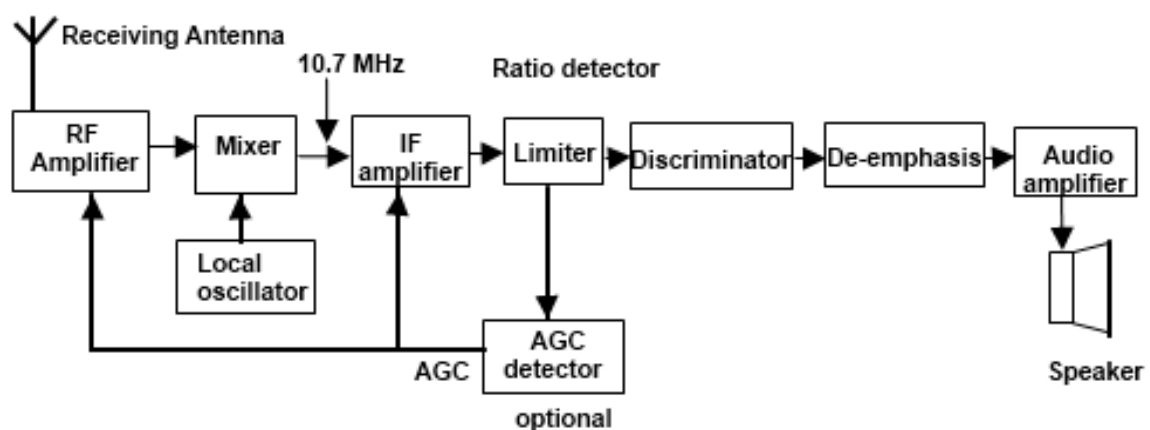 Receiving Antenna
10.7 MHz
Ratio detector
RF
Amplifier
Mixer
IF
amplifier
Limiter
Discriminator
De-emphasis
Audio
amplifier
Local
oscillator
AGC
AGC
detector
optional
Speaker